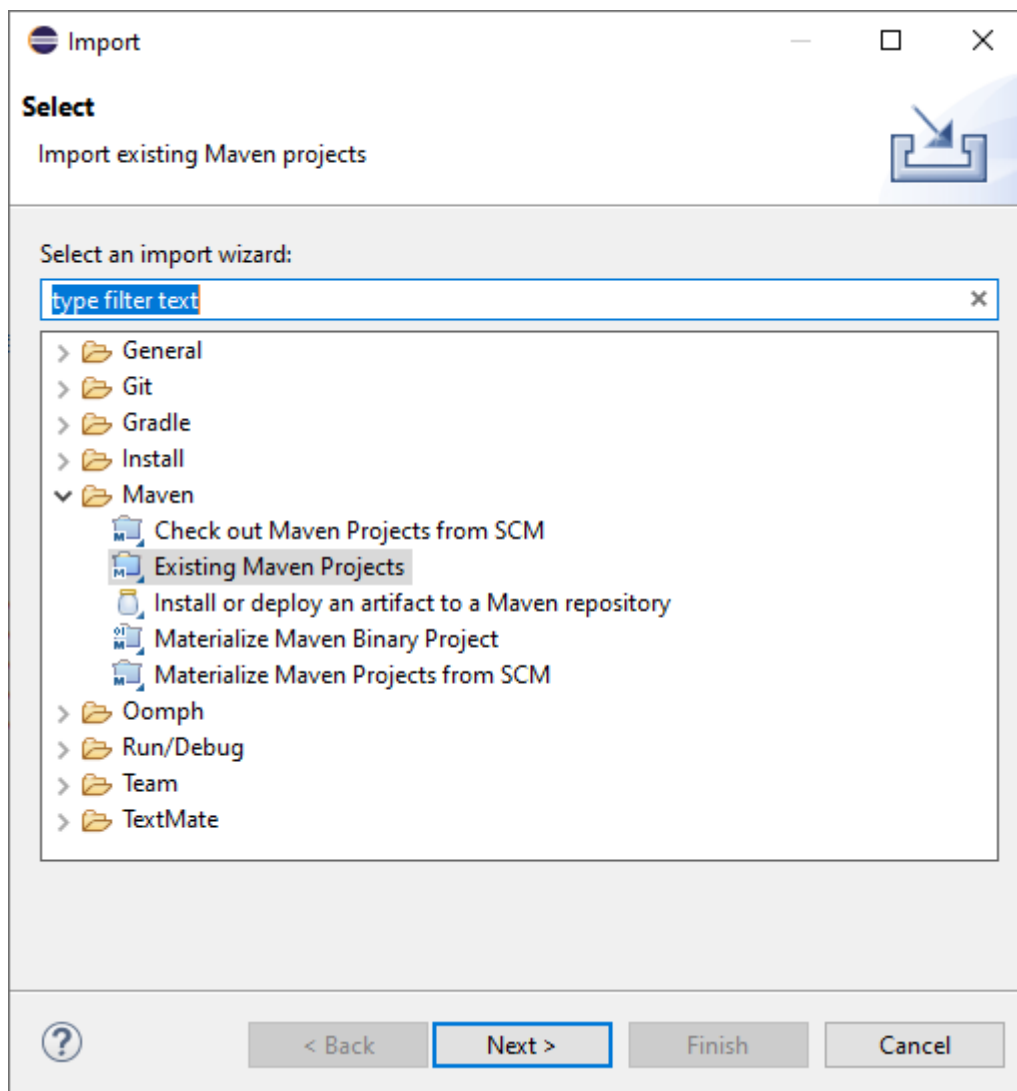 Import
Select
Import existing Maven projects
Select an import wizard:
type filter text
General
Git
Gradle
Install
Maven
Check out Maven Projects from SCM
Existing Maven Projects
Install or deploy an artifact to a Maven repository
Materialize Maven Binary Project
Materialize Maven Projects from SCM
Oomph
Run/Debug
Team
TextMate
? < Back Next > Finish Cancel